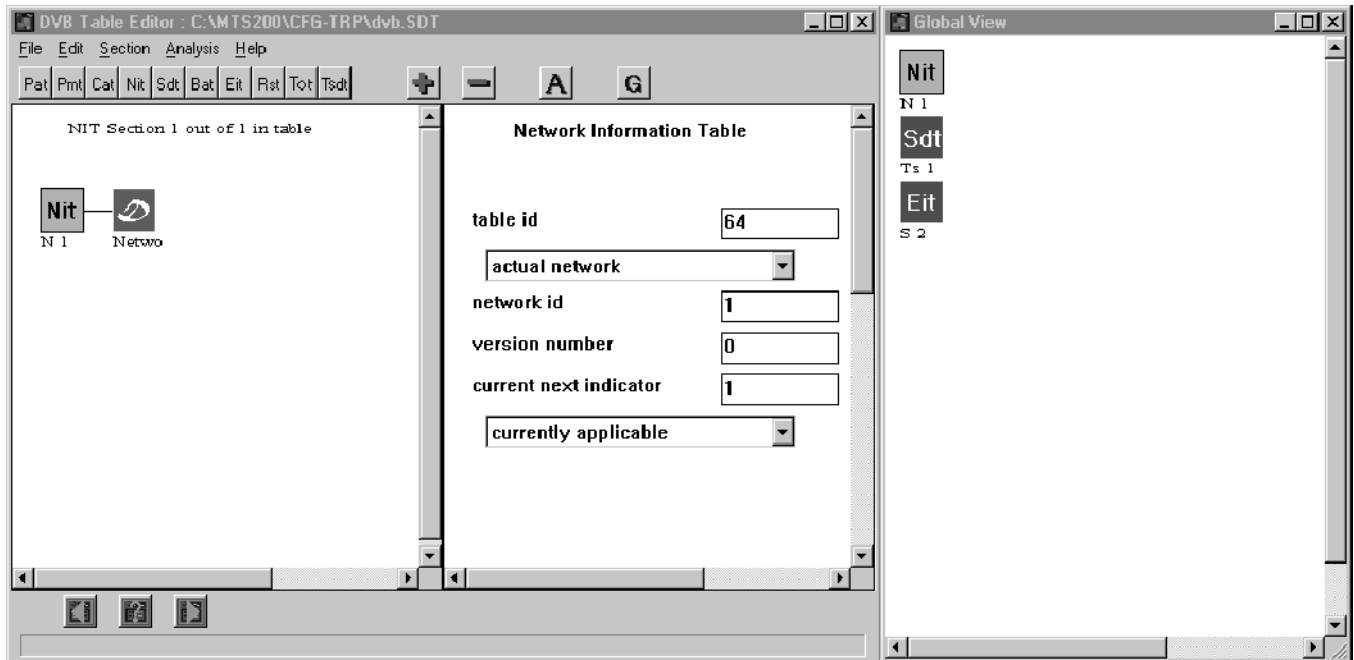 DVB Table Editor : C:\MTS200\CFG-TRP\dvb.SDT
File Edit Section Analysis Help
Pat Pmt Cat Nit Sdt Bat Eit Rst Tot Tsdt A G
NIT Section 1 out of 1 in table
Nit
N 1 Netwo
Network Information Table
table id 64
actual network
network id 1
version number 0
current next indicator 1
currently applicable
Global View
Nit
N 1
Sdt
Ts 1
Eit
S 2